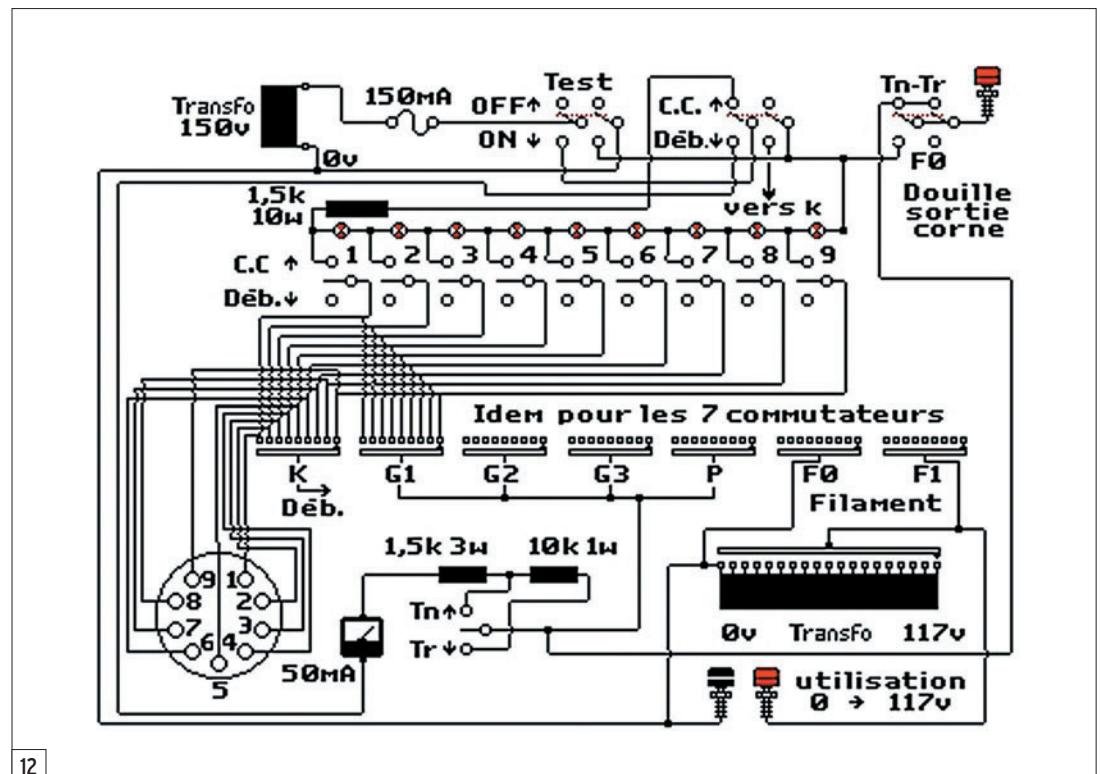 Test
Tn-Tr
Transfo
150v
150mA
OFF↑
ON ↓
C.C. ↑
Déb.↓
0v
F0
Douille
sortie
corne
1,5k
10w
vers k
1 2 3 4 5 6 7 8 9
C.C ↑
Déb.↓
Idem pour les 7 commutateurs
K G1 G2 G3 P F0 F1
Déb.
Filament
1,5k 3w 10k 1w
9 1
8 2
7 3
6 4
5
Tn↑
Tr ↓
50mA
0v Transfo 117v
utilisation
0 → 117v
12